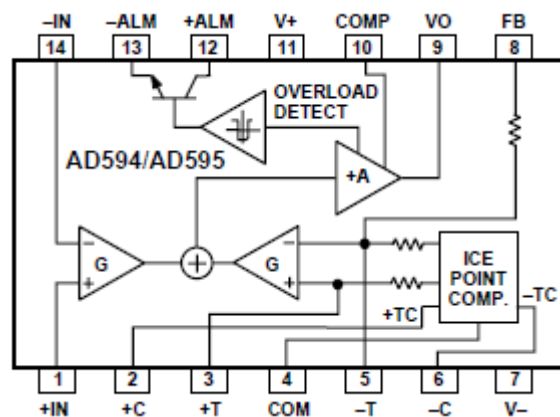 –IN –ALM +ALM V+ COMP VO FB
14 13 12 11 10 9 8
OVERLOAD
DETECT
AD594/AD595
+A
– G +
+
– G +
ICE
POINT
COMP.
–TC
+TC
1 2 3 4 5 6 7
+IN +C +T COM –T –C V–